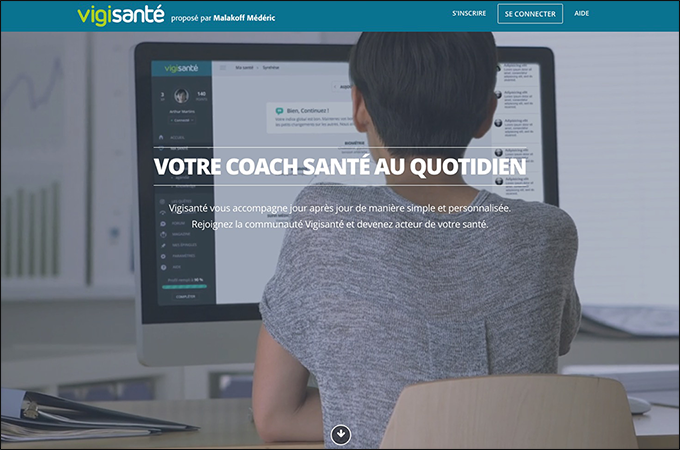 vigisanté proposé par Malakoff Médéric
S'INSCRIRE
SE CONNECTER
AIDE
vigisanté
Bien, Continuez !
VOTRE COACH SANTÉ AU QUOTIDIEN
Vigisanté vous accompagne jour après jour de manière simple et personnalisée.
Rejoignez la communauté Vigisanté et devenez acteur de votre santé.